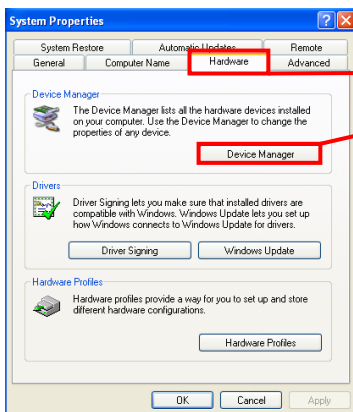 System Properties
System Restore Automatic Updates Remote
General Computer Name Hardware Advanced
Device Manager
The Device Manager lists all the hardware devices installed
on your computer. Use the Device Manager to change the
properties of any device.
Device Manager
Drivers
Driver Signing lets you make sure that installed drivers are
compatible with Windows. Windows Update lets you set up
how Windows connects to Windows Update for drivers.
Driver Signing Windows Update
Hardware Profiles
Hardware profiles provide a way for you to set up and store
different hardware configurations.
Hardware Profiles
OK Cancel Apply